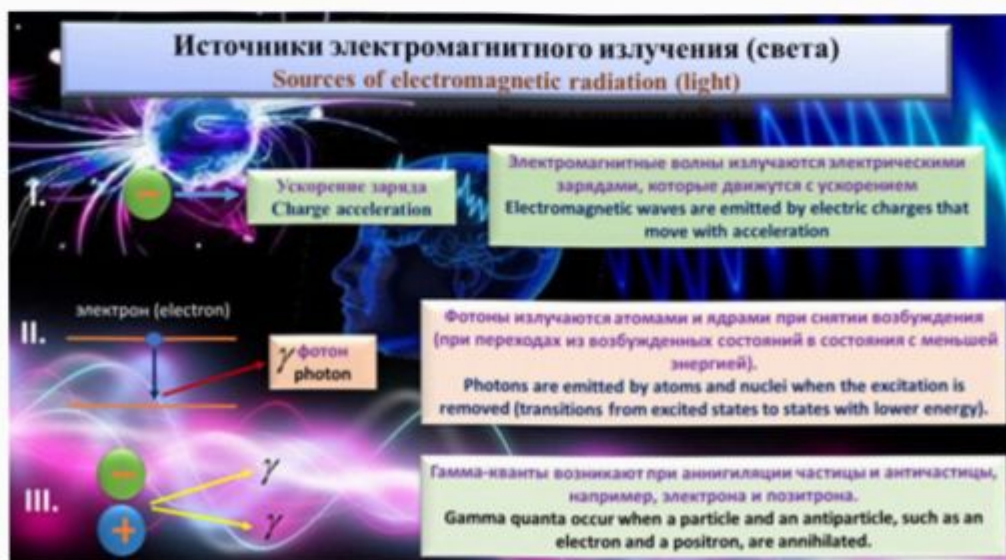 Источники электромагнитного излучения (света)
Sources of electromagnetic radiation (light)
I.
−
Ускорение заряда
Charge acceleration
Электромагнитные волны излучаются электрическими
зарядами, которые движутся с ускорением
Electromagnetic waves are emitted by electric charges that
move with acceleration
II.
электрон (electron)
γ фотон
photon
Фотоны излучаются атомами и ядрами при снятии возбуждения
(при переходах из возбужденных состояний в состояния с меньшей
энергией).
Photons are emitted by atoms and nuclei when the excitation is
removed (transitions from excited states to states with lower energy).
III.
−
+
γ
γ
Гамма-кванты возникают при аннигиляции частицы и античастицы,
например, электрона и позитрона.
Gamma quanta occur when a particle and an antiparticle, such as an
electron and a positron, are annihilated.